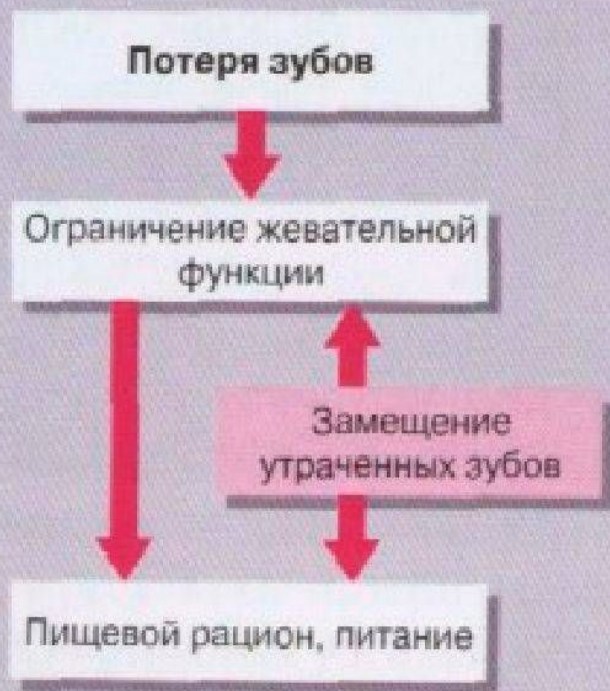 Потеря зубов
Ограничение жевательной
функции
Замещение
утраченных зубов
Пищевой рацион, питание